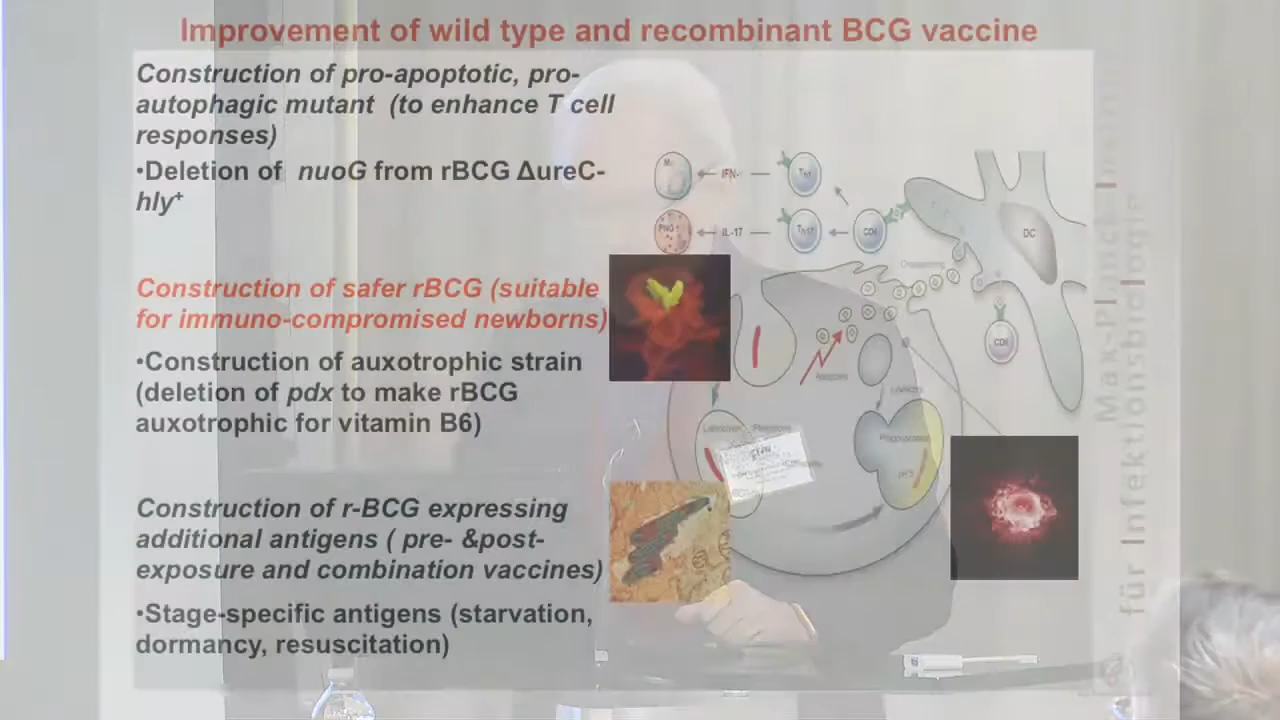 Improvement of wild type and recombinant BCG vaccine
Construction of pro-apoptotic, pro-
autophagic mutant (to enhance T cell
responses)
•Deletion of nuoG from rBCG ΔureC-
hly+
Construction of safer rBCG (suitable
for immuno-compromised newborns)
•Construction of auxotrophic strain
(deletion of pdx to make rBCG
auxotrophic for vitamin B6)
Construction of r-BCG expressing
additional antigens ( pre- &post-
exposure and combination vaccines)
•Stage-specific antigens (starvation,
dormancy, resuscitation)
IFN-
IL-17
DC
Max-Planck
für Infektionsbiologie